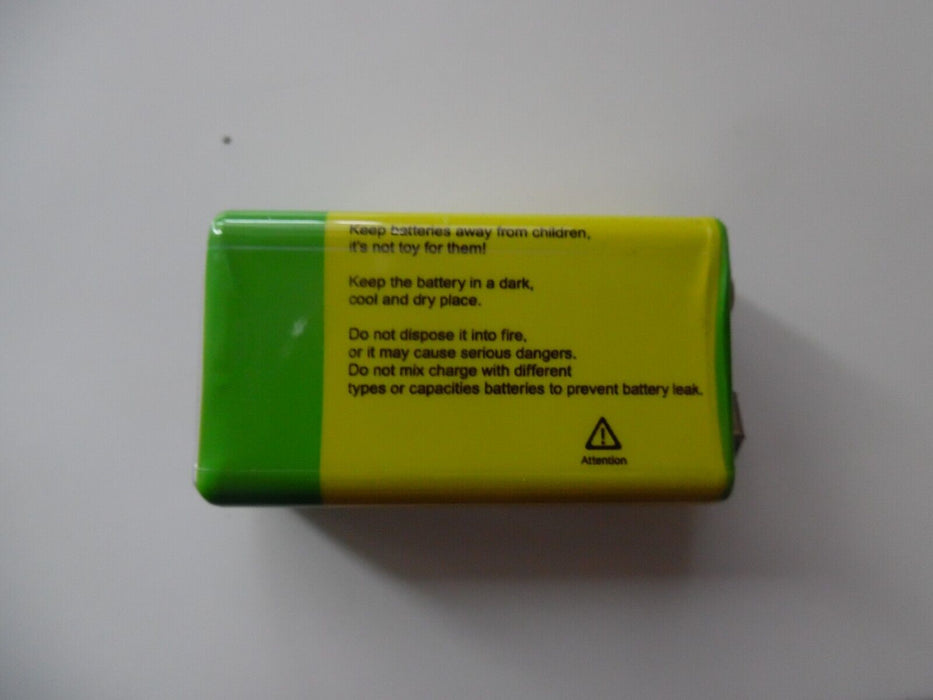 Keep batteries away from children,
it's not toy for them!
Keep the battery in a dark,
cool and dry place.
Do not dispose it into fire,
or it may cause serious dangers.
Do not mix charge with different
types or capacities batteries to prevent battery leak.
Attention